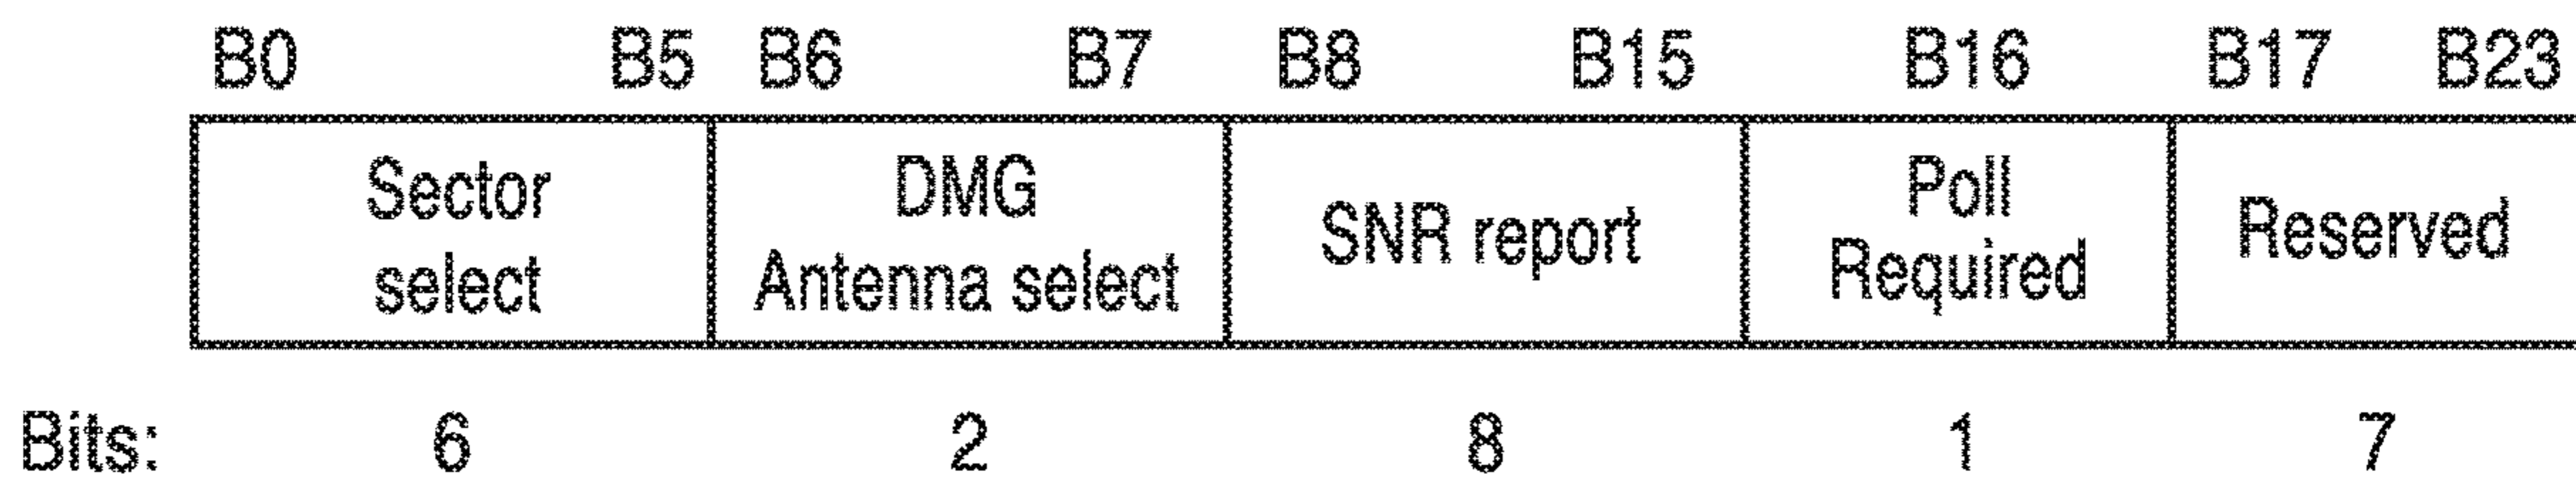 B0 B5 B6 B7 B8 B15 B16 B17 B23
Sector select
DMG Antenna select
SNR report
Poll Required
Reserved
Bits: 6 2 8 1 7